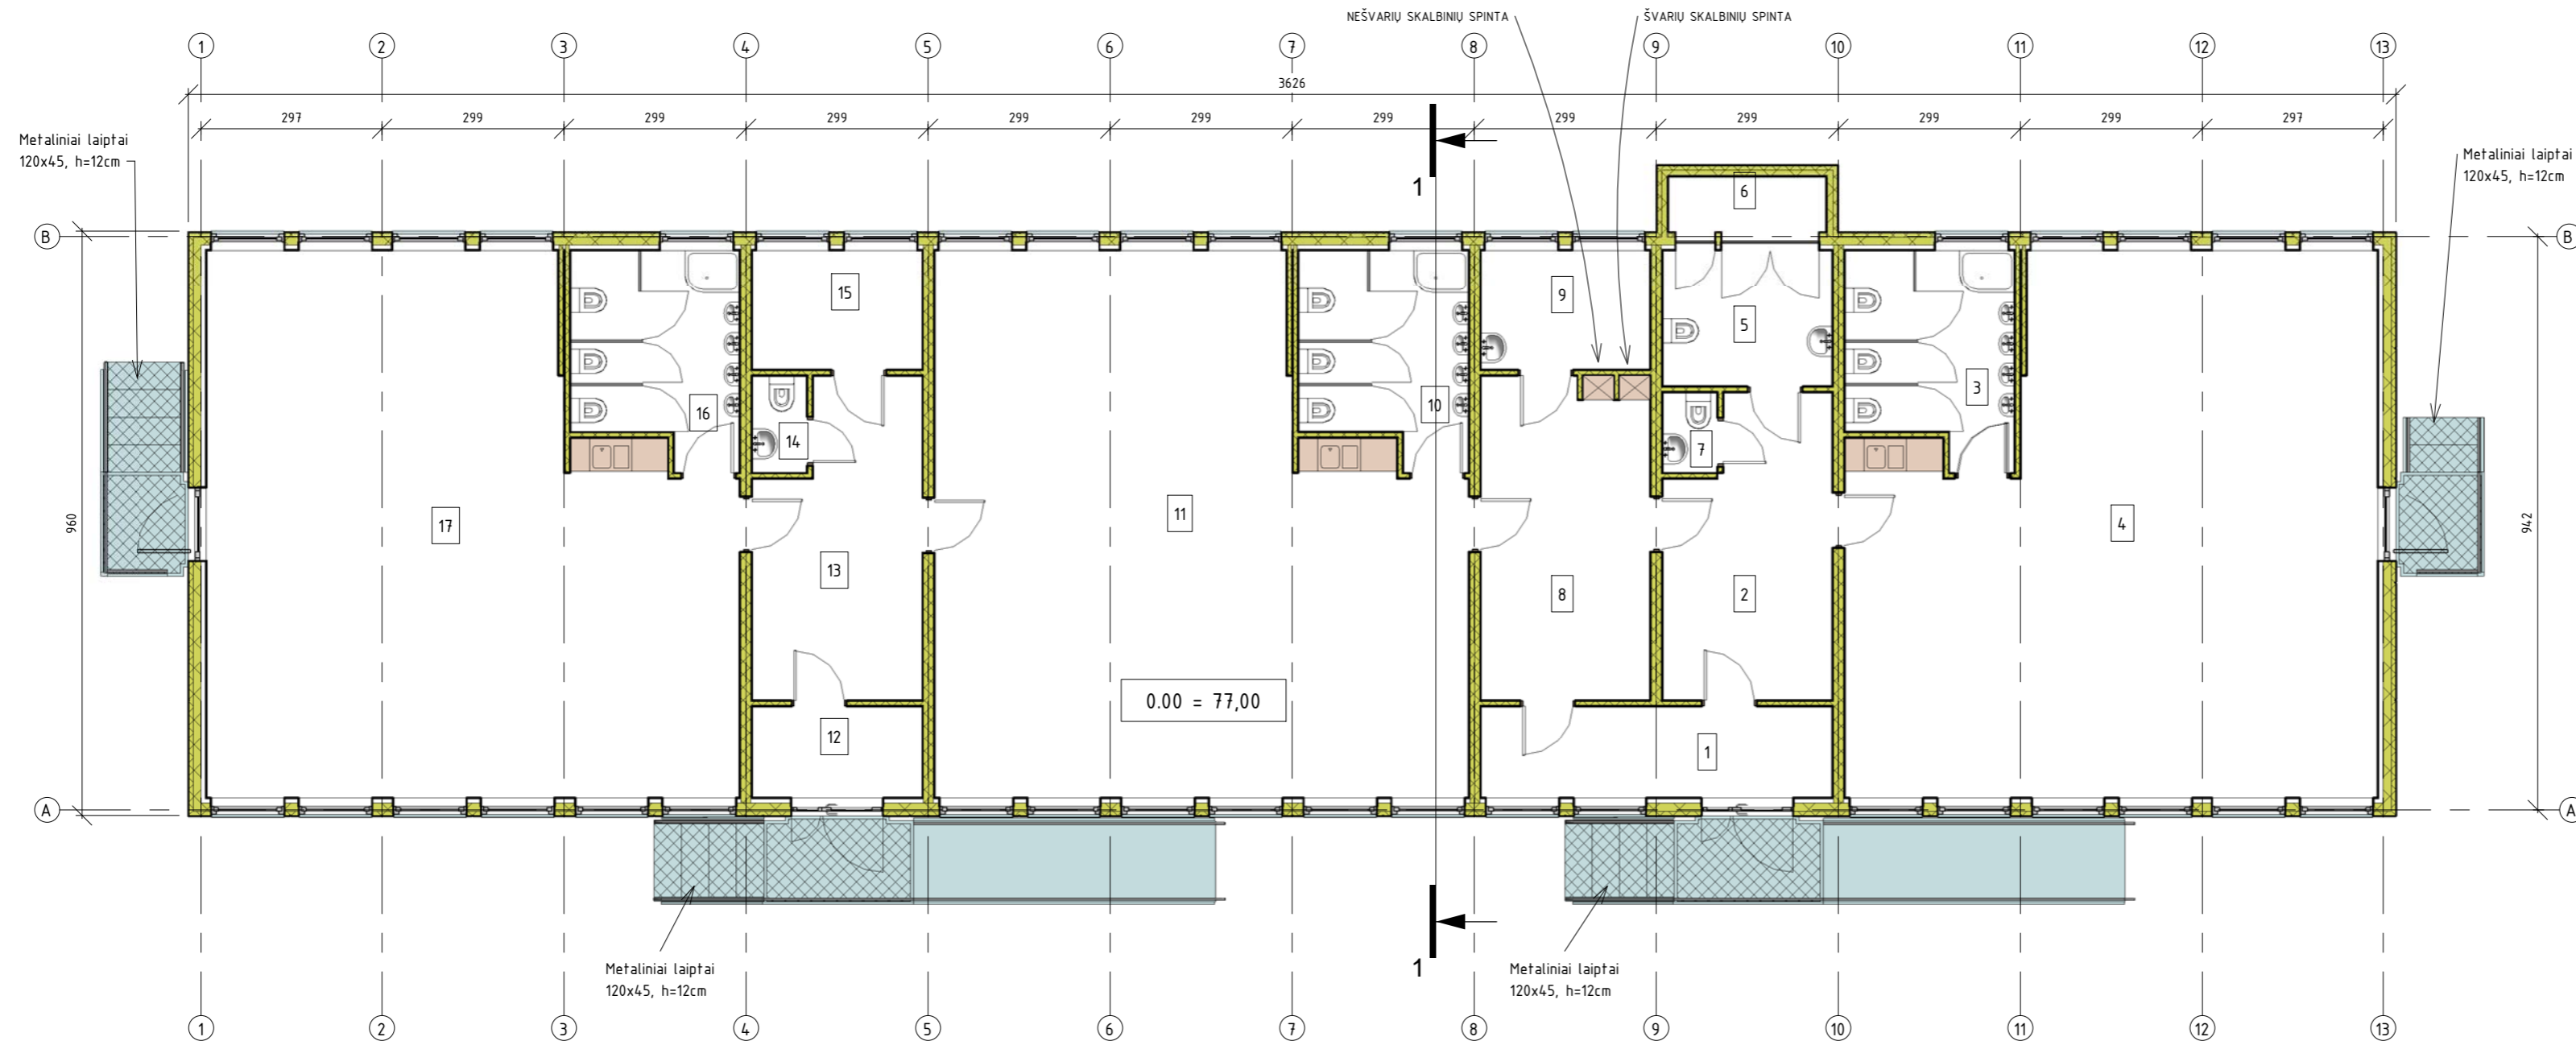 NEŠVARIŲ SKALBINIŲ SPINTA
ŠVARIŲ SKALBINIŲ SPINTA
1 2 3 4 5 6 7 8 9 10 11 12 13
3626
297 299 299 299 299 299 299 299 299 299 299 297
Metaliniai laiptai
120x45, h=12cm
Metaliniai laiptai
120x45, h=12cm
1
6
B
B
15
9
5
16
14
10
7
3
17
11
4
960
942
13
8
2
0.00 = 77,00
12
1
A
A
Metaliniai laiptai
120x45, h=12cm
Metaliniai laiptai
120x45, h=12cm
1
1 2 3 4 5 6 7 8 9 10 11 12 13